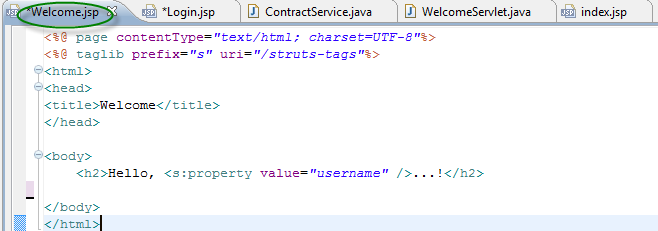 *Welcome.jsp *Login.jsp ContractService.java WelcomeServlet.java index.jsp
<%@ page contentType="text/html; charset=UTF-8"%>
<%@ taglib prefix="s" uri="/struts-tags"%>
<html>
<head>
<title>Welcome</title>
</head>
<body>
<h2>Hello, <s:property value="username" />...!</h2>
</body>
</html>